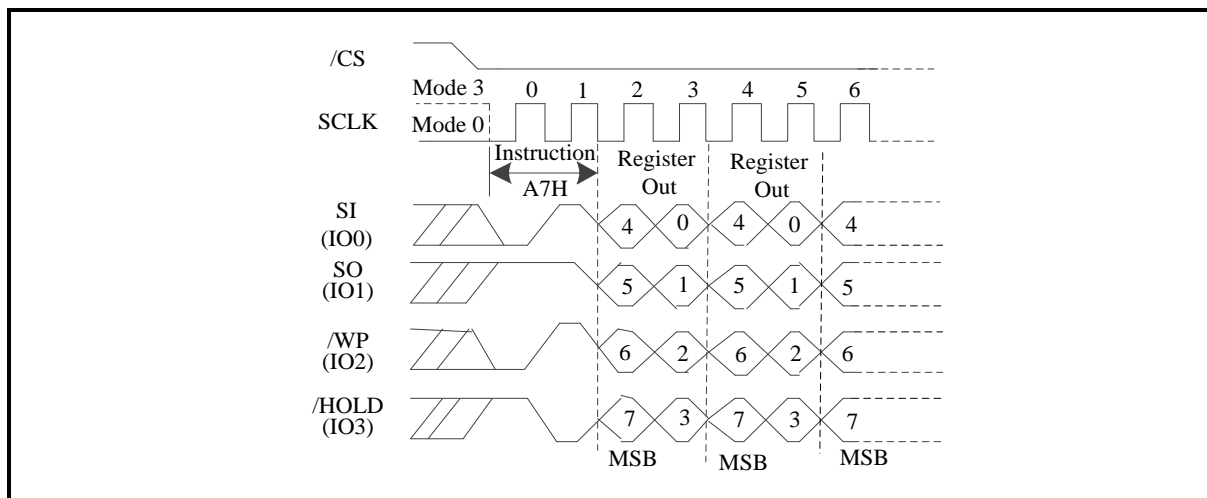 /CS
Mode 3 0 1 2 3 4 5 6
SCLK Mode 0
Instruction
A7H
Register
Out
Register
Out
SI
(IO0)
4 0 4 0 4
SO
(IO1)
5 1 5 1 5
/WP
(IO2)
6 2 6 2 6
/HOLD
(IO3)
7 3 7 3 7
MSB MSB MSB